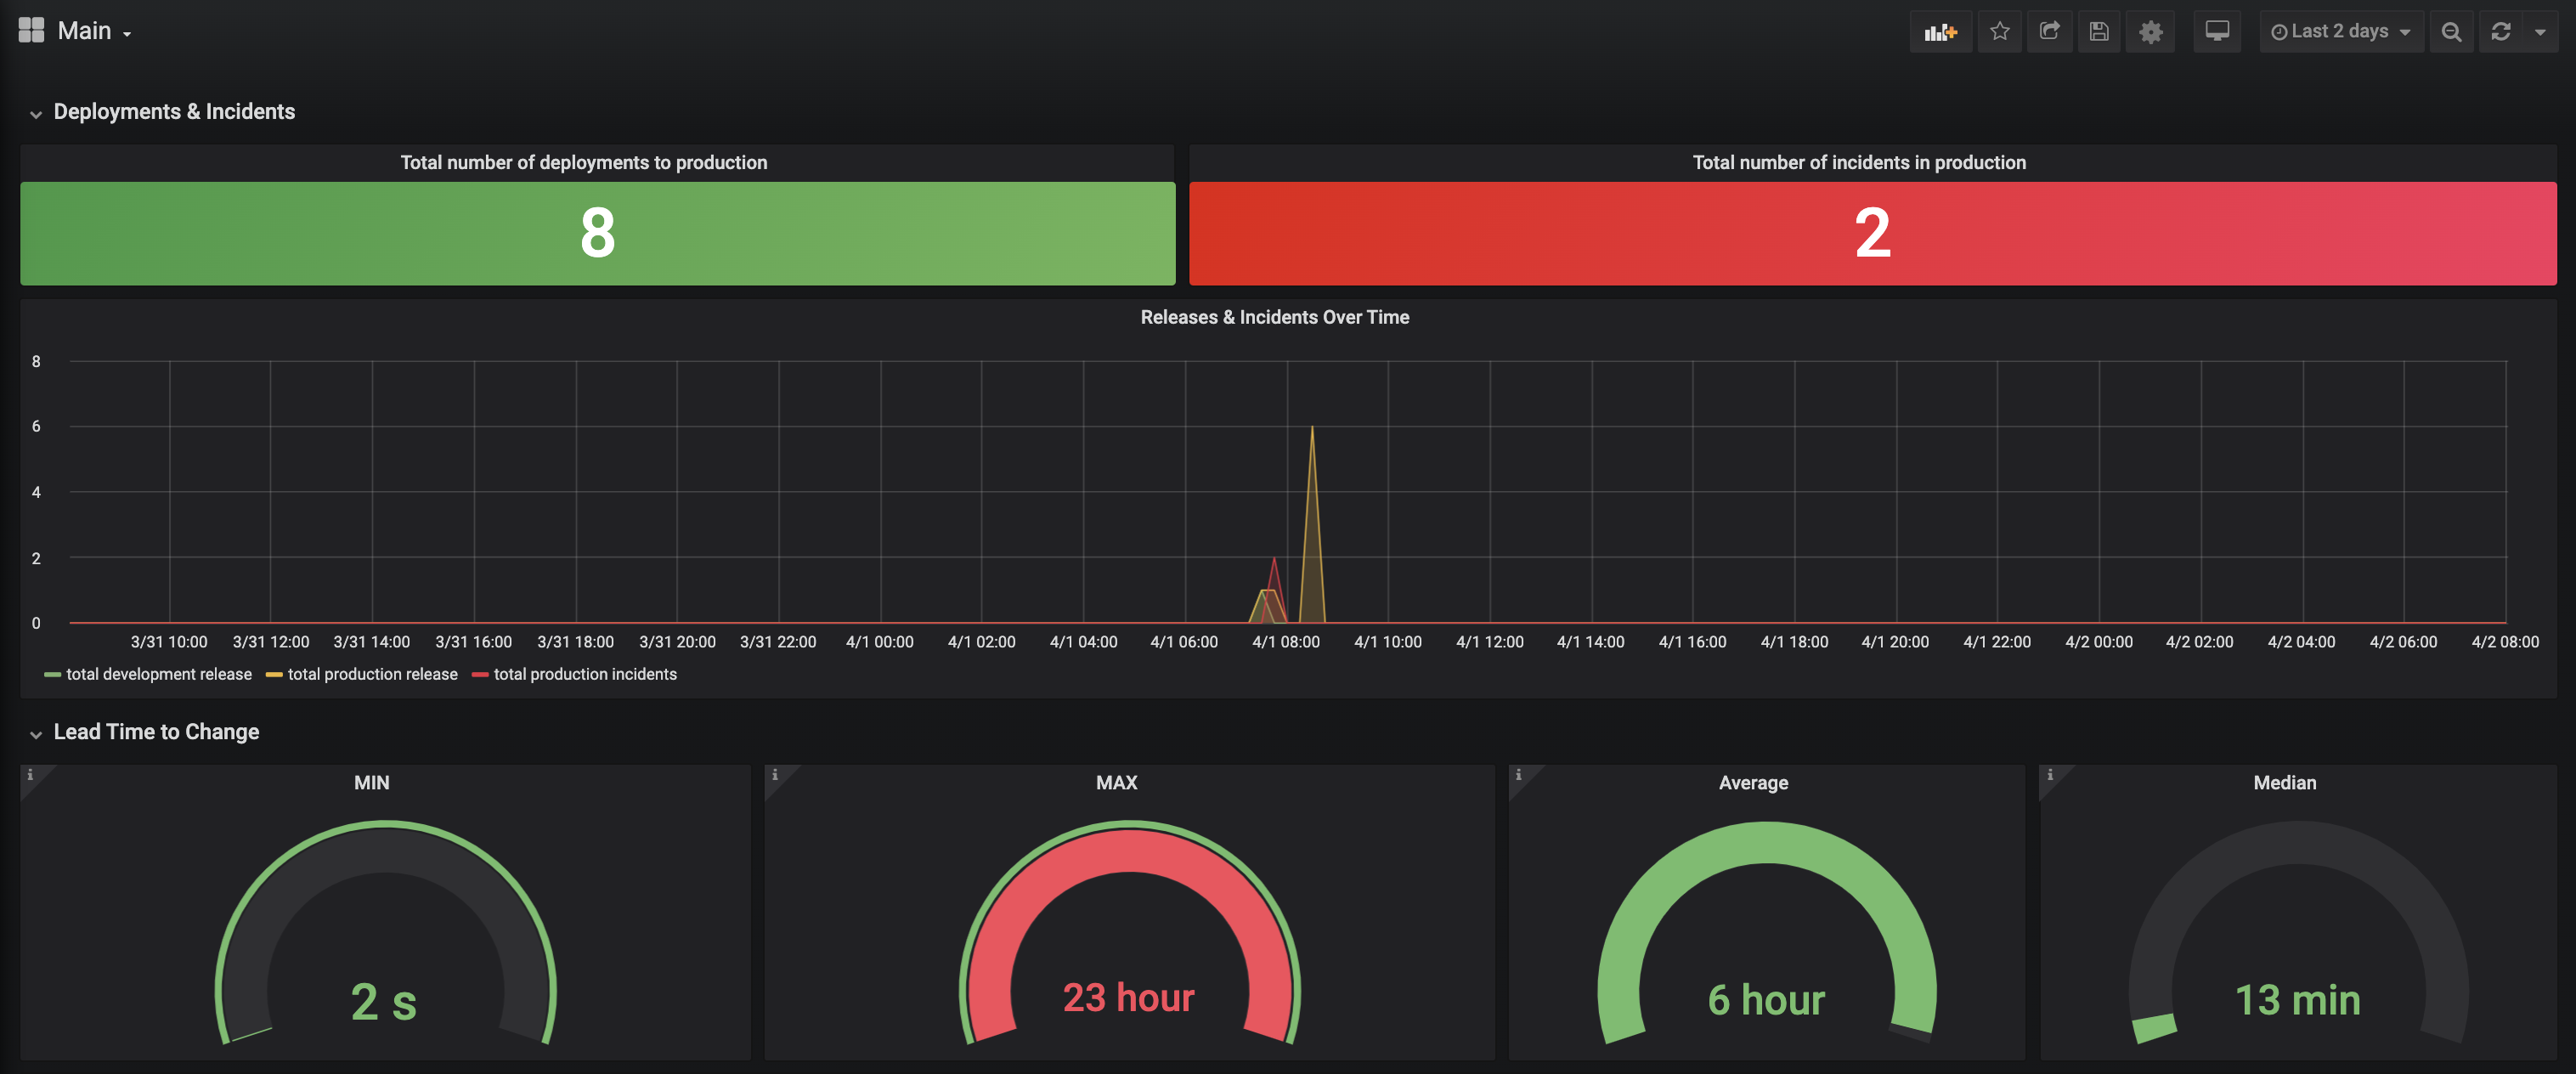 Main
Last 2 days
Deployments & Incidents
Total number of deployments to production
Total number of incidents in production
8
2
Releases & Incidents Over Time
8
6
4
2
0
3/31 10:00 3/31 12:00 3/31 14:00 3/31 16:00 3/31 18:00 3/31 20:00 3/31 22:00 4/1 00:00 4/1 02:00 4/1 04:00 4/1 06:00 4/1 08:00 4/1 10:00 4/1 12:00 4/1 14:00 4/1 16:00 4/1 18:00 4/1 20:00 4/1 22:00 4/2 00:00 4/2 02:00 4/2 04:00 4/2 06:00 4/2 08:00
total development release total production release total production incidents
Lead Time to Change
i
MIN
2 s
i
MAX
23 hour
i
Average
6 hour
i
Median
13 min